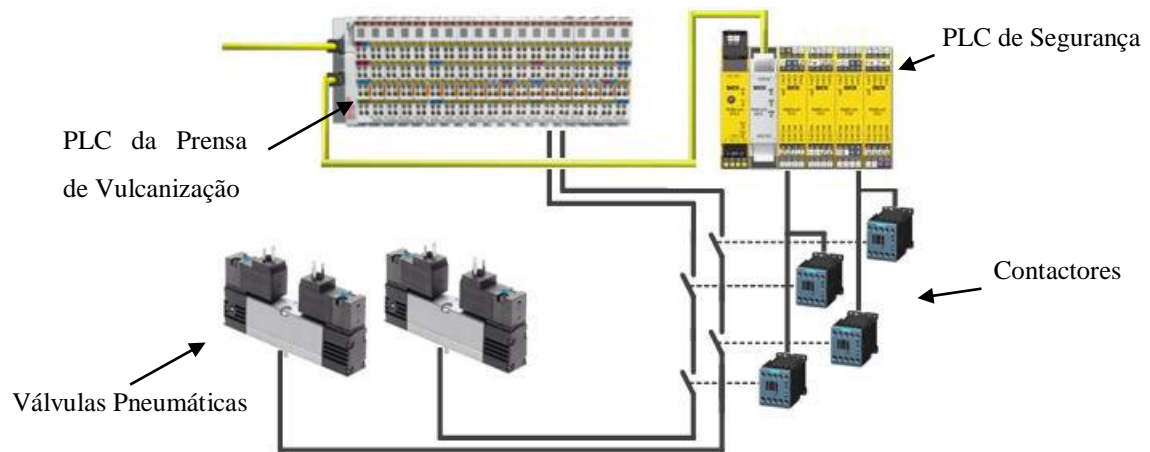 PLC de Segurança
PLC da Prensa
de Vulcanização
Contactores
Válvulas Pneumáticas